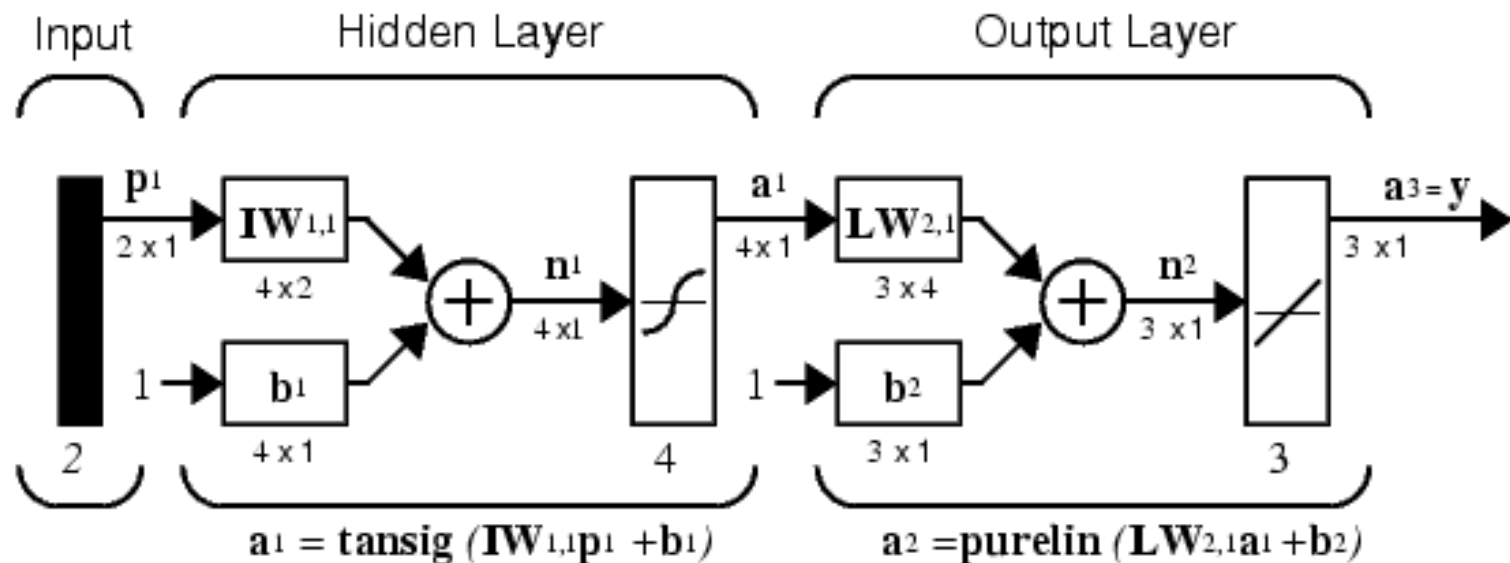 Input Hidden Layer Output Layer
p1 a1 a3 = y
IW1,1 LW2,1
2 x 1 4 x 1 3 x 1
n1 n2
4 x2 3 x 4
4 x1 3 x 1
1 b1 1 b2
2 4 x 1 4 3 x 1 3
a1 = tansig (IW1,1p1 +b1) a2 =purelin (LW2,1a1 +b2)